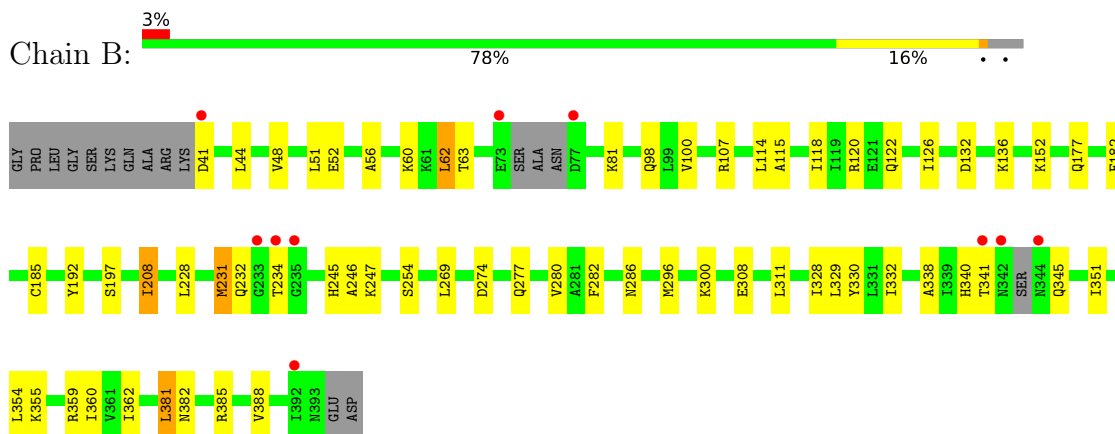 3%
Chain B:
78% 16% • •
GLY PRO LEU GLY SER LYS GLN ALA ARG LYS D41 L44 V48 L51 E52 A56 K60 K61 L62 T63 E73 SER ALA ASN D77 K81 Q98 L99 V100 R107 L114 A115 I118 I119 R120 E121 Q122 I126 D132 K136 K152 Q177
C185 Y192 S197 I208 L228 M231 Q232 G233 T234 G235 H245 A246 K247 S254 L269 D274 Q277 V280 A281 F282 N286 M296 K300 E308 L311 I328 L329 Y330 L331 I332 A338 I339 H340 T341 N342 SER N344 Q345 I351
L354 K355 R359 I360 V361 I362 L381 N382 R385 V388 I392 N393 GLU ASP